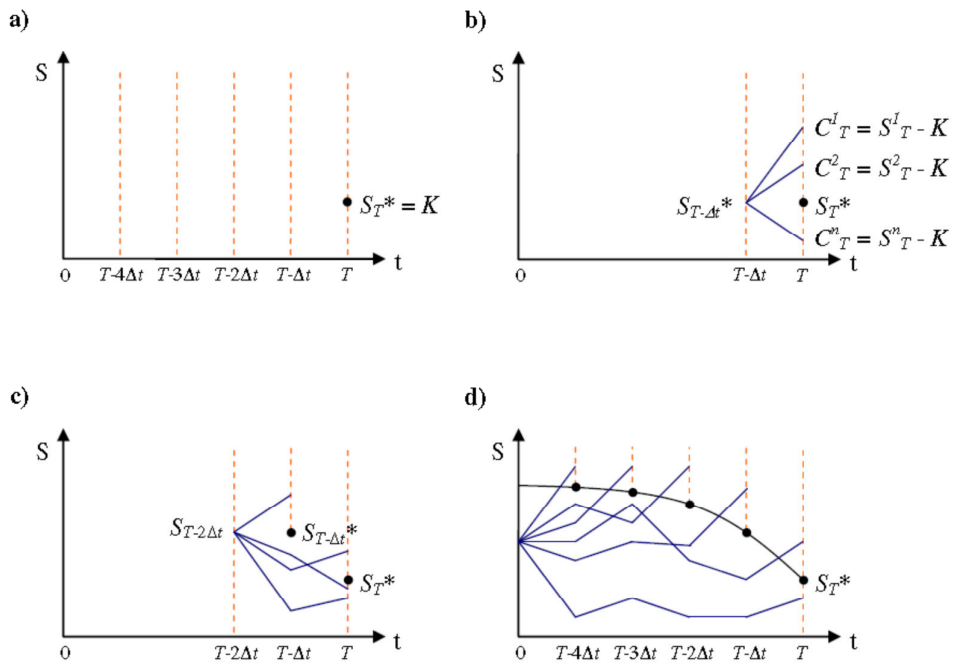 a)
S
S_T* = K
t
0 T-4Δt T-3Δt T-2Δt T-Δt T
b)
S
C^1_T = S^1_T - K
C^2_T = S^2_T - K
S_{T-Δt}*
S_T*
C^n_T = S^n_T - K
t
0 T-Δt T
c)
S
S_{T-2Δt}
S_{T-Δt}*
S_T*
t
0 T-2Δt T-Δt T
d)
S
S_T*
t
0 T-4Δt T-3Δt T-2Δt T-Δt T